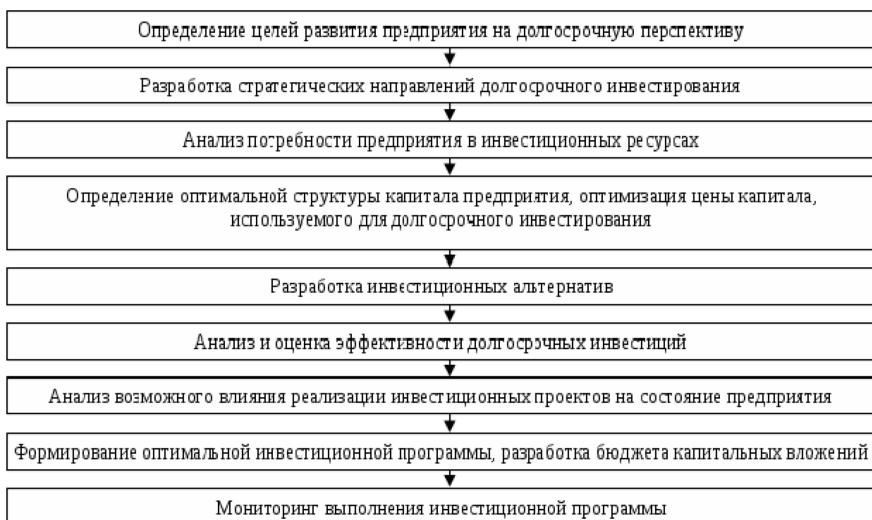 Определение целей развития предприятия на долгосрочную перспективу
Разработка стратегических направлений долгосрочного инвестирования
Анализ потребности предприятия в инвестиционных ресурсах
Определение оптимальной структуры капитала предприятия, оптимизация цены капитала,
используемого для долгосрочного инвестирования
Разработка инвестиционных альтернатив
Анализ и оценка эффективности долгосрочных инвестиций
Анализ возможного влияния реализации инвестиционных проектов на состояние предприятия
Формирование оптимальной инвестиционной программы, разработка бюджета капитальных вложений
Мониторинг выполнения инвестиционной программы